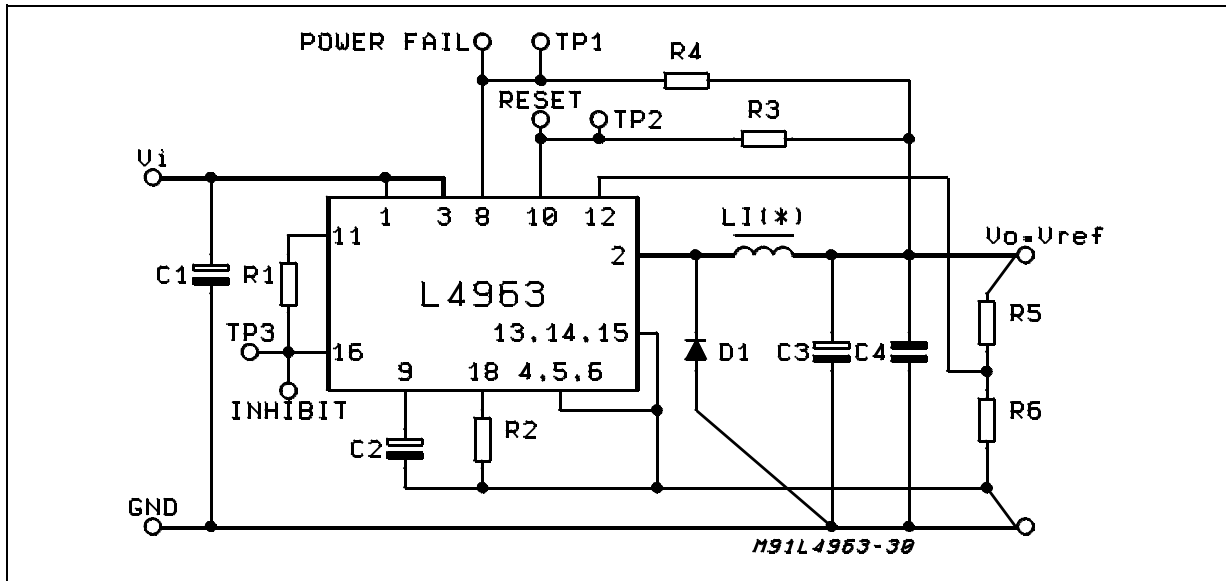 POWER FAIL TP1 R4
RESET TP2 R3
Vi
1 3 8 10 12
11 LI(*) Vo=Vref
2
C1 R1 L4963 R5
13,14,15
TP3 16 D1 C3 C4
9 18 4,5,6
INHIBIT R6
C2 R2
GND
M91L4963-30